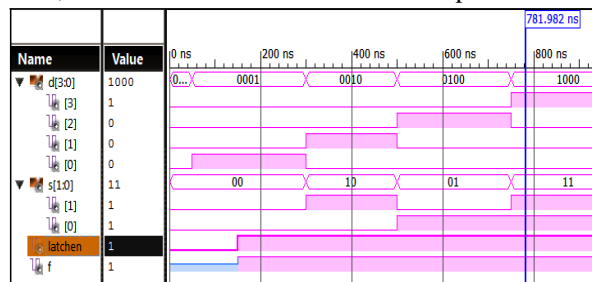 781.982 ns
Name Value 0 ns 200 ns 400 ns 600 ns 800 ns
d[3:0] 1000 0... 0001 0010 0100 1000
[3] 1
[2] 0
[1] 0
[0] 0
s[1:0] 11 00 10 01 11
[1] 1
[0] 1
latchen 1
f 1